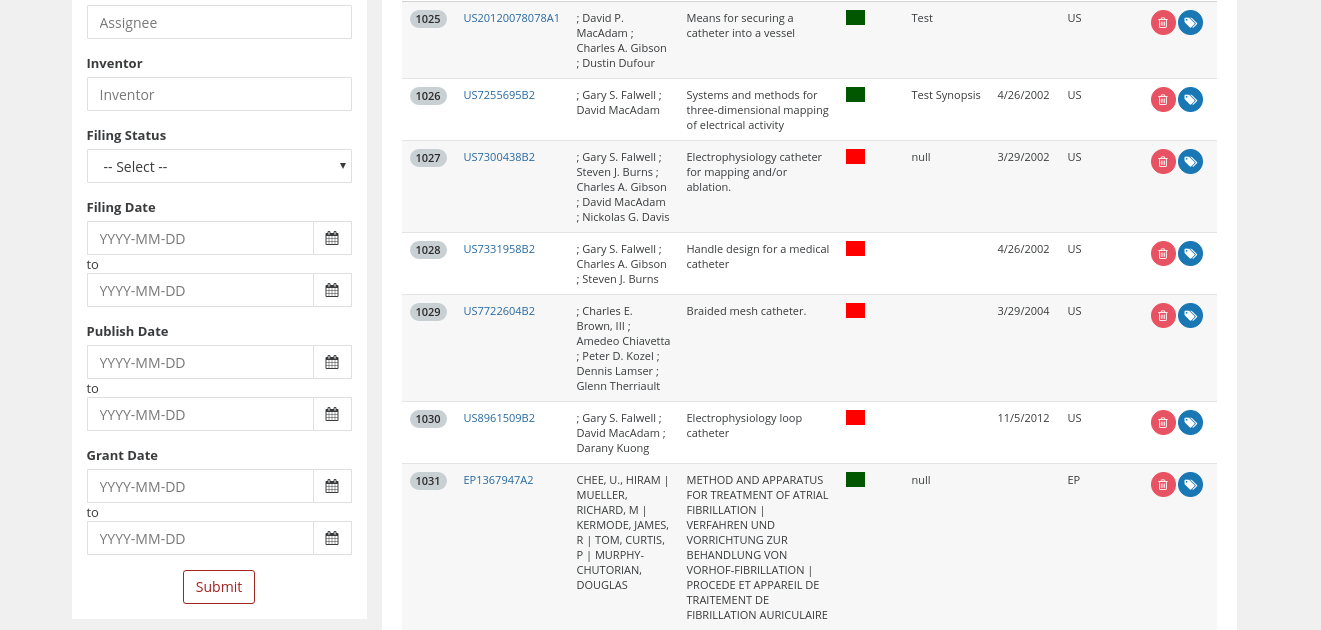 Assignee
Inventor
Inventor
Filing Status
-- Select --
Filing Date
YYYY-MM-DD
to
YYYY-MM-DD
Publish Date
YYYY-MM-DD
to
YYYY-MM-DD
Grant Date
YYYY-MM-DD
to
YYYY-MM-DD
Submit
1025
US20120078078A1
; David P.
MacAdam ;
Charles A. Gibson
; Dustin Dufour
Means for securing a
catheter into a vessel
Test
US
1026
US7255695B2
; Gary S. Falwell ;
David MacAdam
Systems and methods for
three-dimensional mapping
of electrical activity
Test Synopsis
4/26/2002
US
1027
US7300438B2
; Gary S. Falwell ;
Steven J. Burns ;
Charles A. Gibson
; David MacAdam
; Nickolas G. Davis
Electrophysiology catheter
for mapping and/or
ablation.
null
3/29/2002
US
1028
US7331958B2
; Gary S. Falwell ;
Charles A. Gibson
; Steven J. Burns
Handle design for a medical
catheter
4/26/2002
US
1029
US7722604B2
; Charles E.
Brown, III ;
Amedeo Chiavetta
; Peter D. Kozel ;
Dennis Lamser ;
Glenn Therriault
Braided mesh catheter.
3/29/2004
US
1030
US8961509B2
; Gary S. Falwell ;
David MacAdam ;
Darany Kuong
Electrophysiology loop
catheter
11/5/2012
US
1031
EP1367947A2
CHEE, U., HIRAM |
MUELLER,
RICHARD, M |
KERMODE, JAMES,
R | TOM, CURTIS,
P | MURPHY-
CHUTORIAN,
DOUGLAS
METHOD AND APPARATUS
FOR TREATMENT OF ATRIAL
FIBRILLATION |
VERFAHREN UND
VORRICHTUNG ZUR
BEHANDLUNG VON
VORHOF-FIBRILLATION |
PROCEDE ET APPAREIL DE
TRAITEMENT DE
FIBRILLATION AURICULAIRE
null
EP